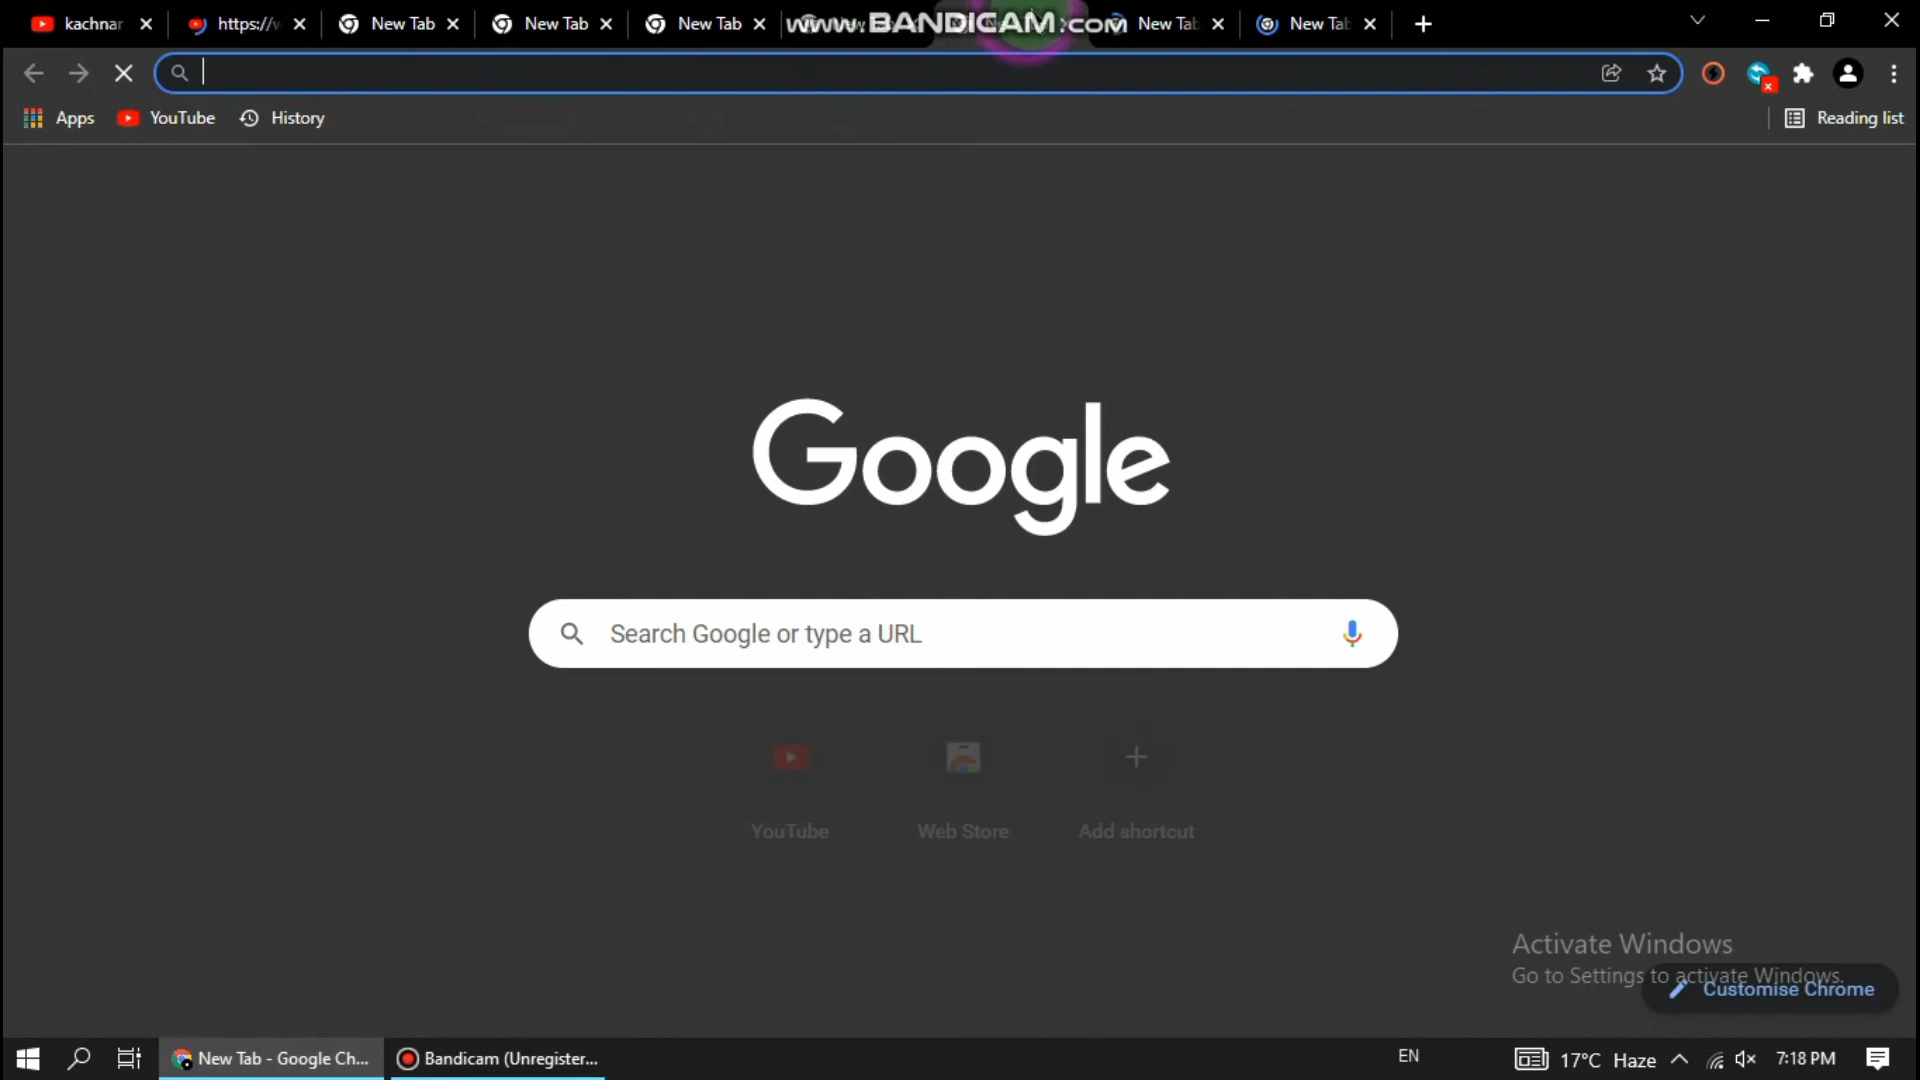 kachnar
https://w
New Tab
New Tab
New Tab
www.BANDICAM.com
New Tab
New Tab
Apps
YouTube
History
Reading list
Google
Search Google or type a URL
YouTube
Web Store
Add shortcut
Activate Windows
Go to Settings to activate Windows.
Customise Chrome
New Tab - Google Ch...
Bandicam (Unregister...
EN
17°C Haze
7:18 PM